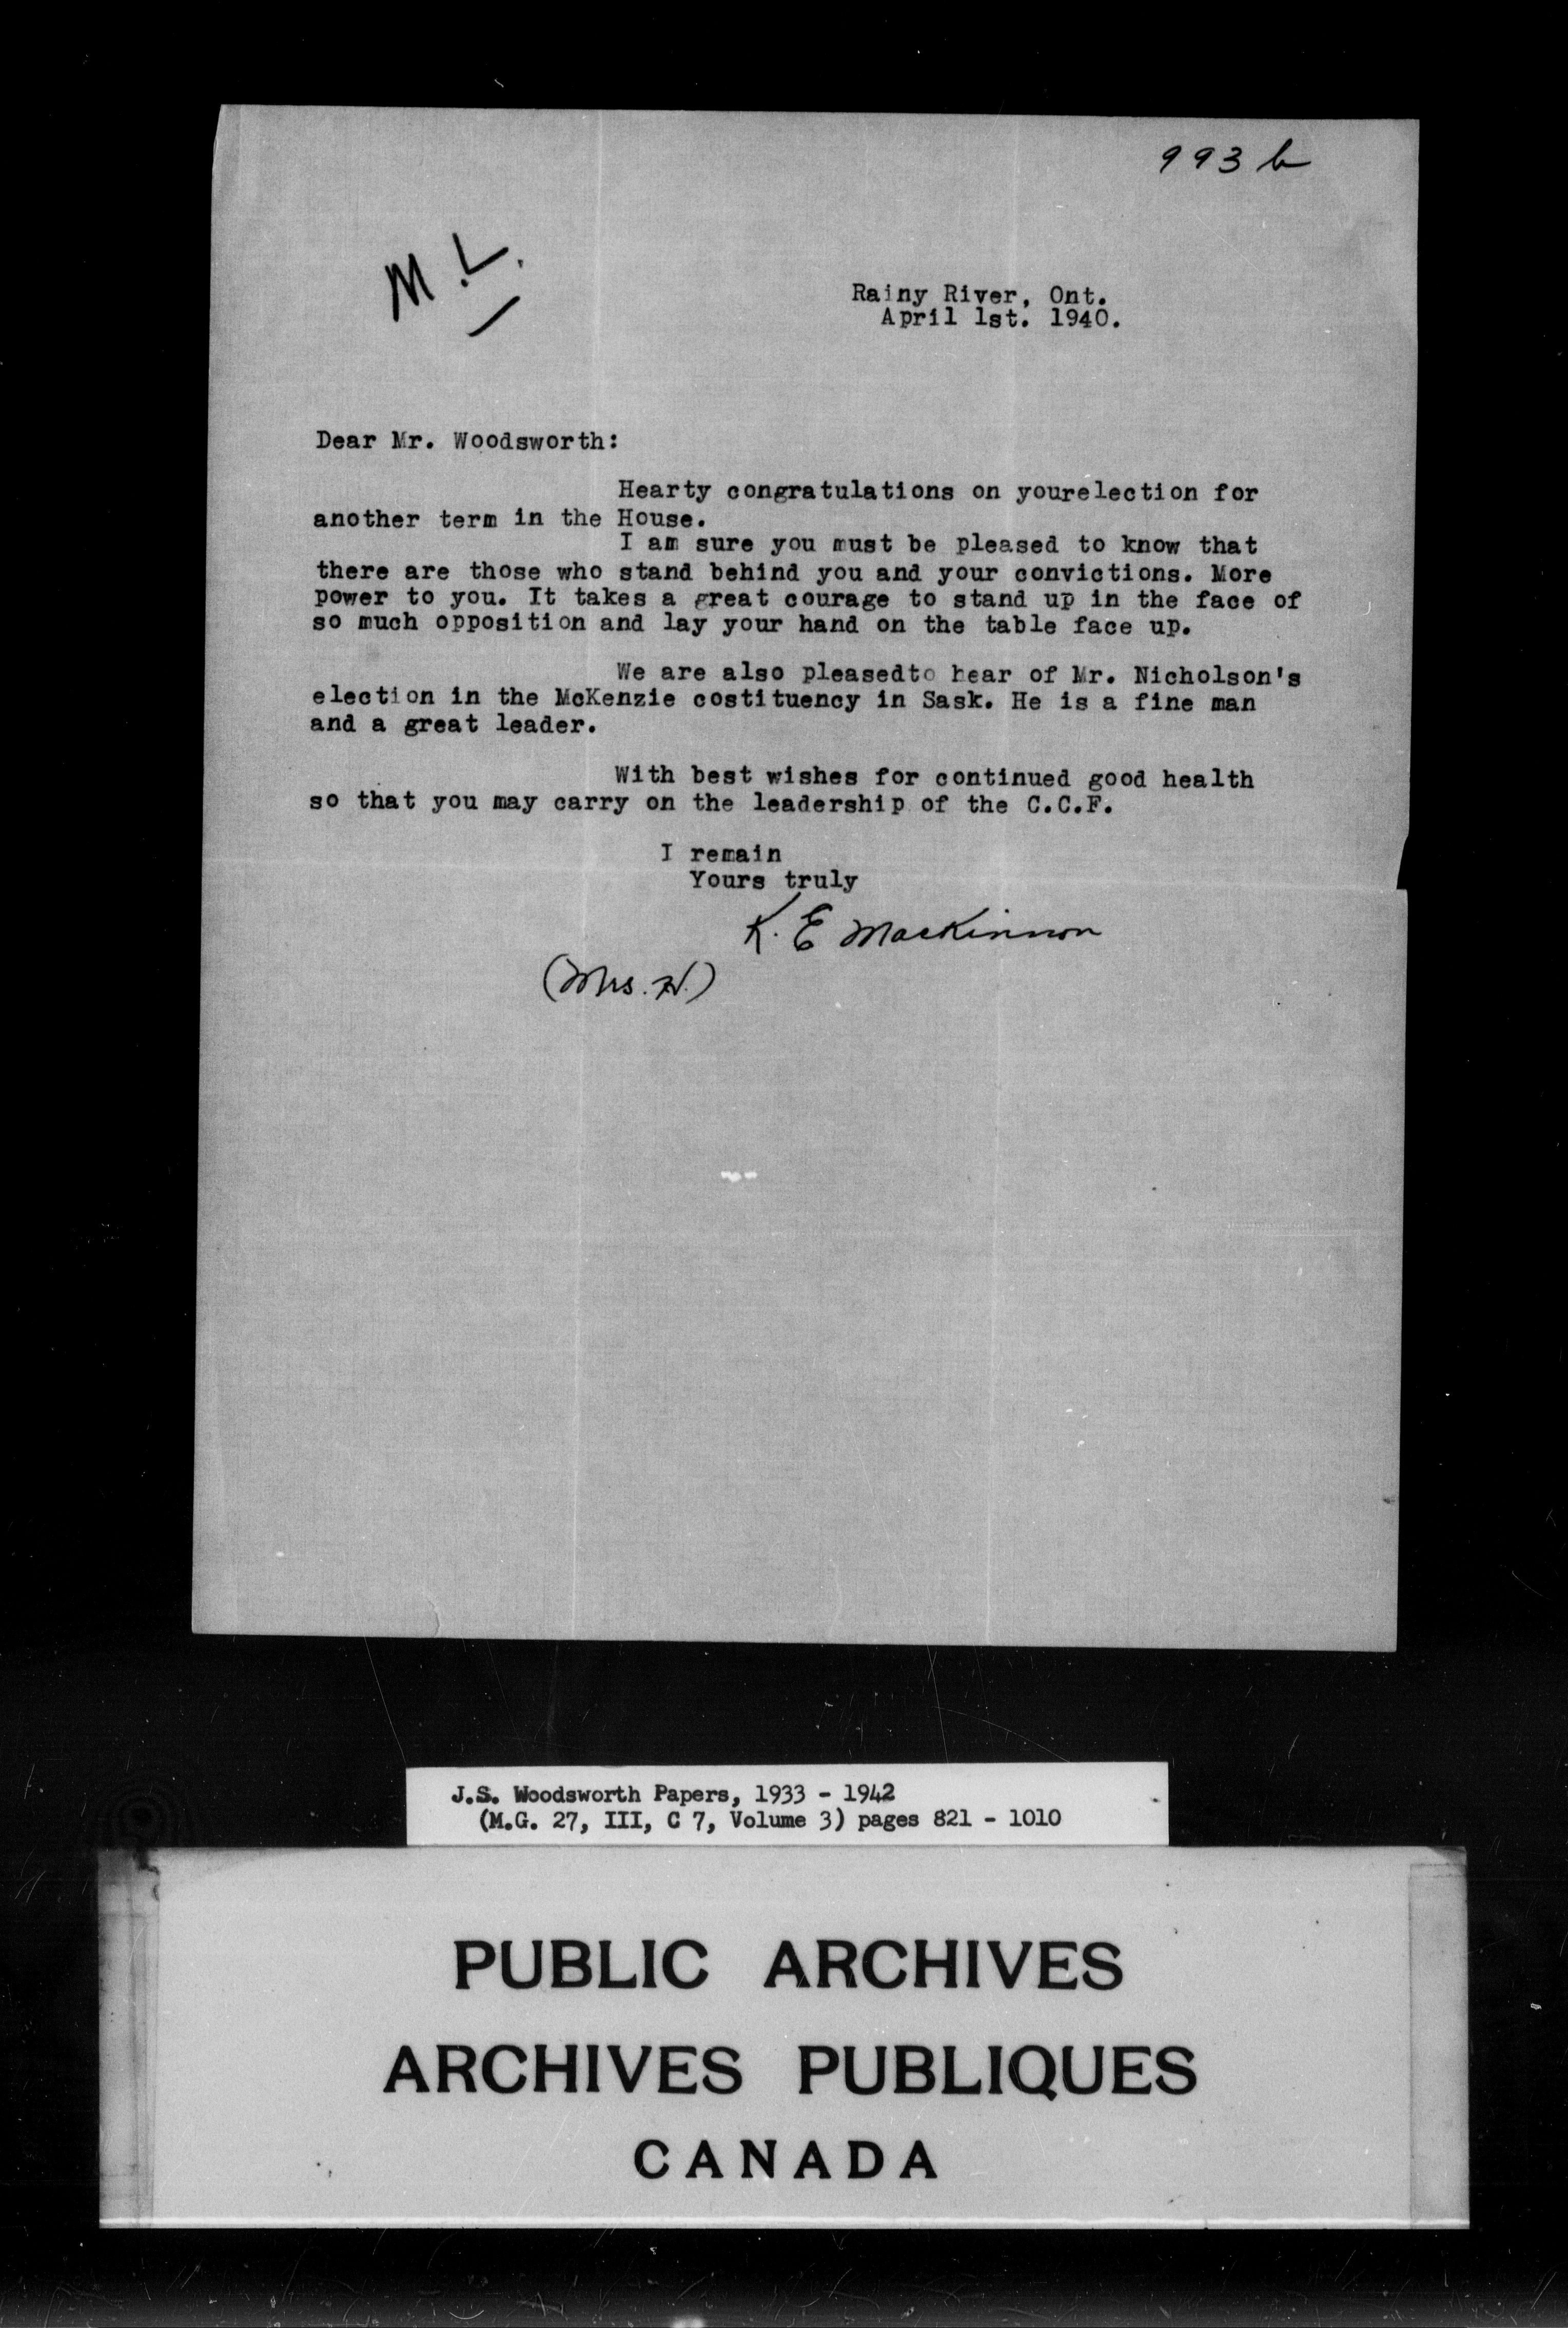 993 b
M.L.
Rainy River, Ont.
April 1st. 1940.
Dear Mr. Woodsworth:
Hearty congratulations on yourelection for
another term in the House.
I am sure you must be pleased to know that
there are those who stand behind you and your convictions. More
power to you. It takes a great courage to stand up in the face of
so much opposition and lay your hand on the table face up.
We are also pleasedto hear of Mr. Nicholson's
election in the McKenzie costituency in Sask. He is a fine man
and a great leader.
With best wishes for continued good health
so that you may carry on the leadership of the C.C.F.
I remain
Yours truly
K. E MacKinnon
(Mrs. H.)
J.S. Woodsworth Papers, 1933 - 1942
(M.G. 27, III, C 7, Volume 3) pages 821 - 1010
PUBLIC ARCHIVES
ARCHIVES PUBLIQUES
CANADA